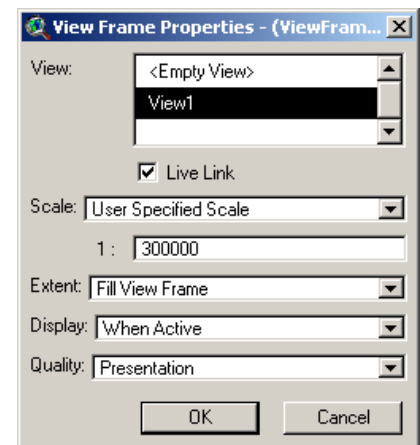 View Frame Properties - (ViewFram...
View:
<Empty View>
View1
Live Link
Scale: User Specified Scale
1 : 300000
Extent: Fill View Frame
Display: When Active
Quality: Presentation
OK Cancel